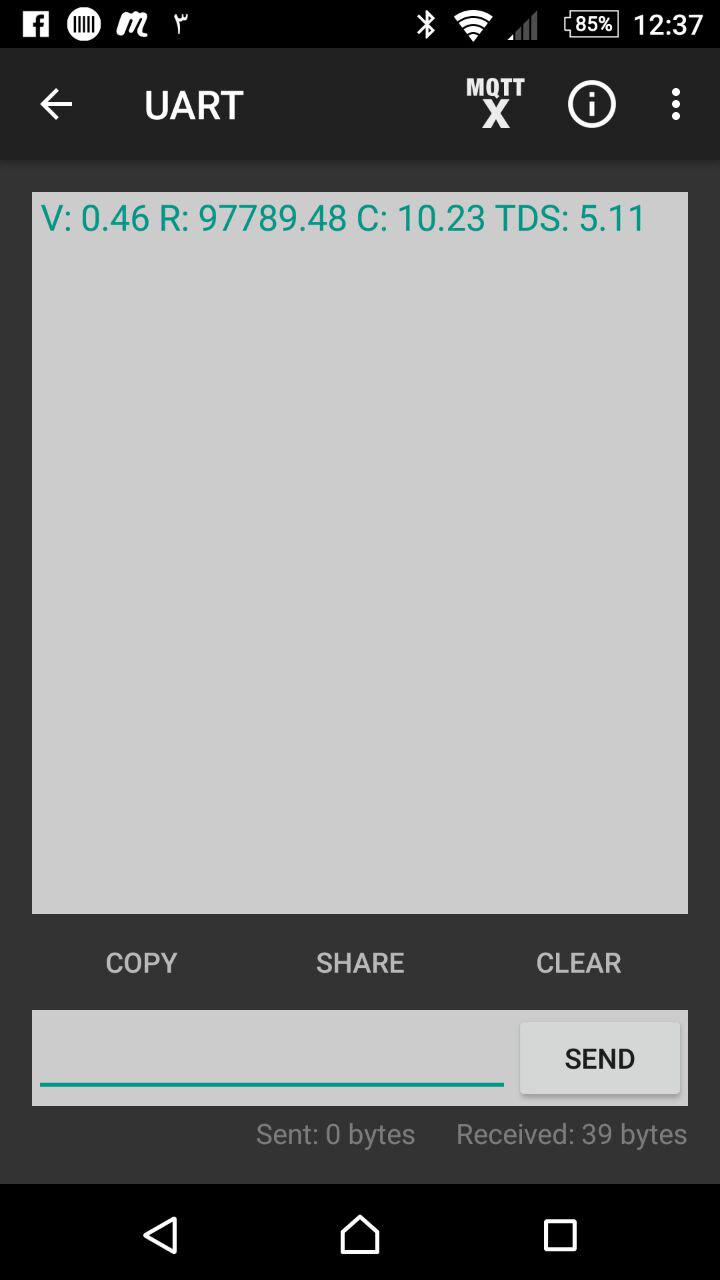 ٣ 85% 12:37
UART MQTT X
V: 0.46 R: 97789.48 C: 10.23 TDS: 5.11
COPY SHARE CLEAR
SEND
Sent: 0 bytes Received: 39 bytes